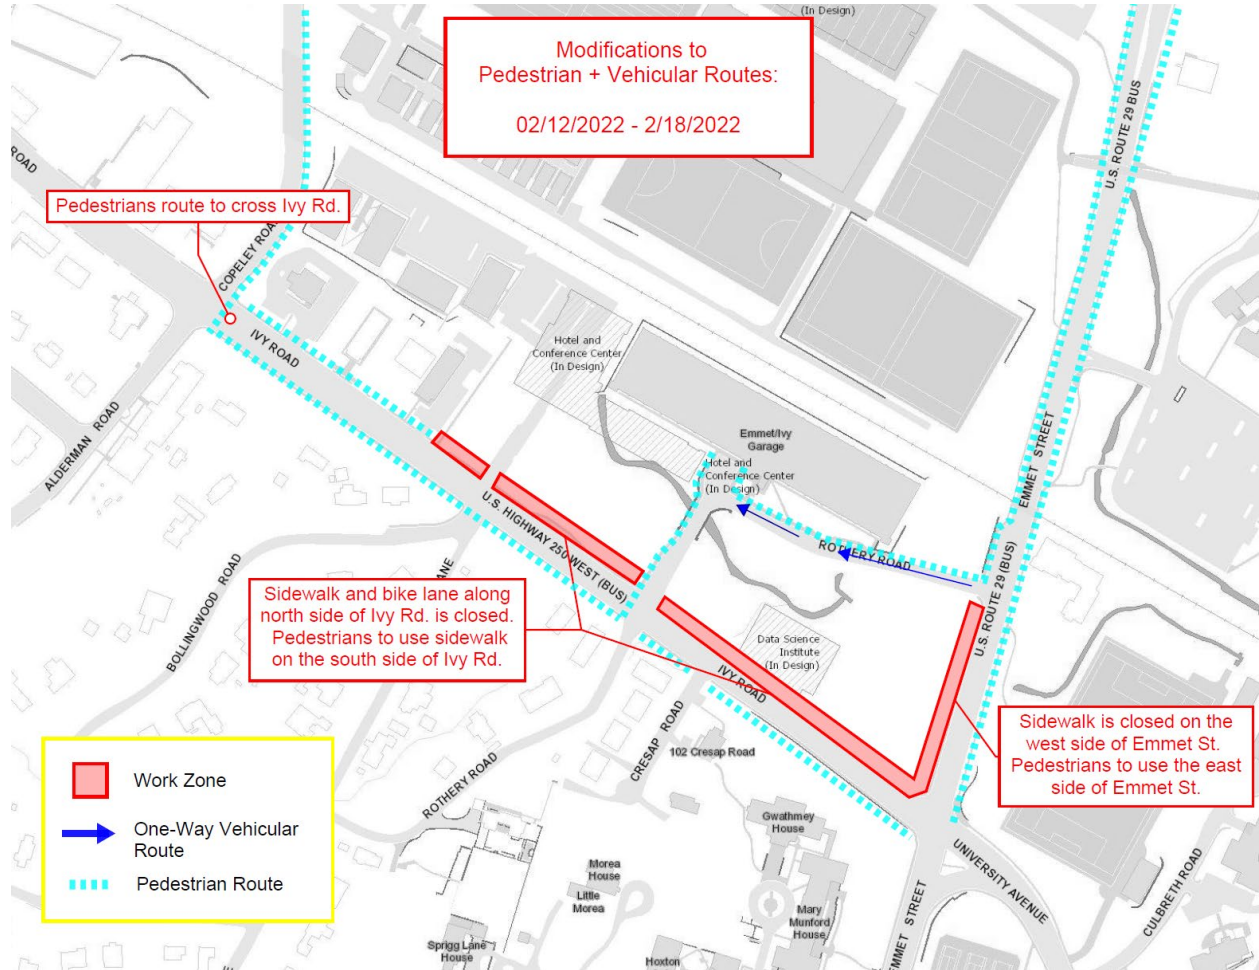 (In Design)
Modifications to
Pedestrian + Vehicular Routes:
02/12/2022 - 2/18/2022
U.S. ROUTE 29 BUS
ROAD
Pedestrians route to cross Ivy Rd.
COPELEY ROAD
IVY ROAD
Hotel and
Conference Center
(In Design)
ALDERMAN ROAD
Emmet/Ivy
Garage
Hotel and
Conference Center
(In Design)
EMMET STREET
U.S. HIGHWAY 250 WEST (BUS)
ROTHERY ROAD
U.S. ROUTE 29 (BUS)
BOLLINGWOOD ROAD
ANE
Sidewalk and bike lane along
north side of Ivy Rd. is closed.
Pedestrians to use sidewalk
on the south side of Ivy Rd.
Data Science
Institute
(In Design)
IVY ROAD
Sidewalk is closed on the
west side of Emmet St.
Pedestrians to use the east
side of Emmet St.
CRESAP ROAD
102 Cresap Road
ROTHERY ROAD
Work Zone
One-Way Vehicular
Route
Pedestrian Route
Gwathmey
House
UNIVERSITY AVENUE
CULBRETH ROAD
Morea
House
Little
Morea
Mary
Munford
House
EMMET STREET
Sprigg Lane
House
Hoxton